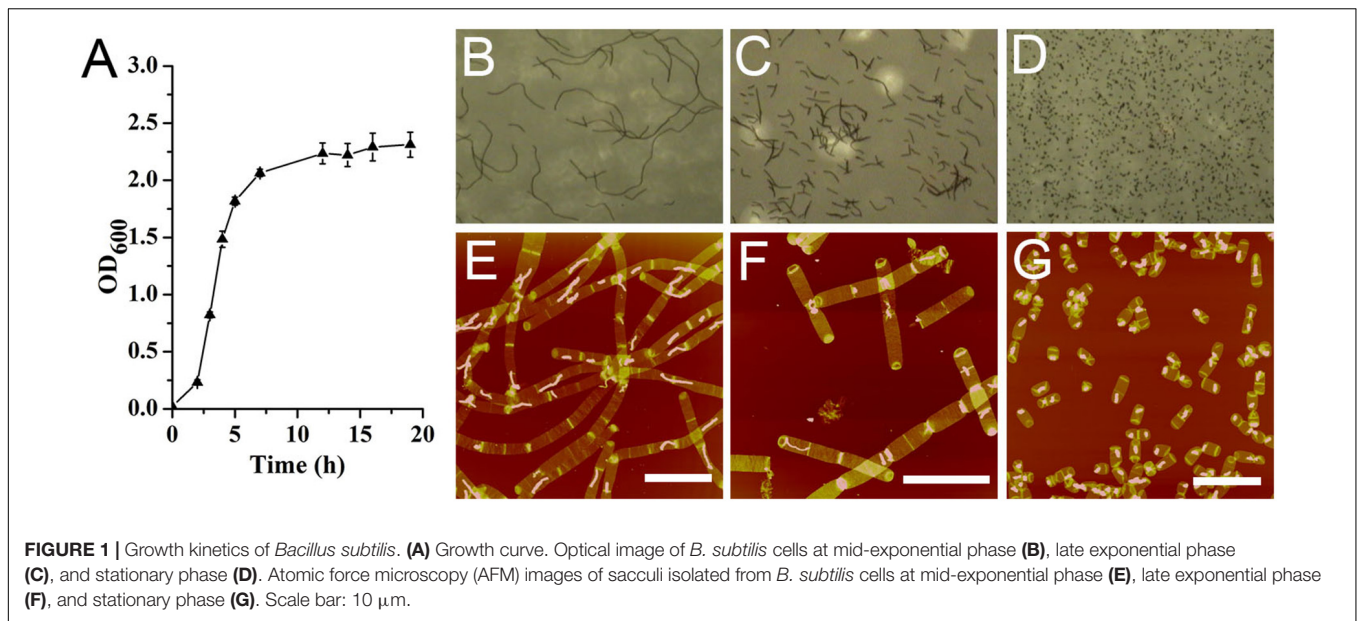 A
3.0
2.5
2.0
1.5
1.0
0.5
0.0
OD600
0 5 10 15 20
Time (h)
B
C
D
E
F
G
FIGURE 1 | Growth kinetics of Bacillus subtilis. (A) Growth curve. Optical image of B. subtilis cells at mid-exponential phase (B), late exponential phase
(C), and stationary phase (D). Atomic force microscopy (AFM) images of sacculi isolated from B. subtilis cells at mid-exponential phase (E), late exponential phase
(F), and stationary phase (G). Scale bar: 10 μm.